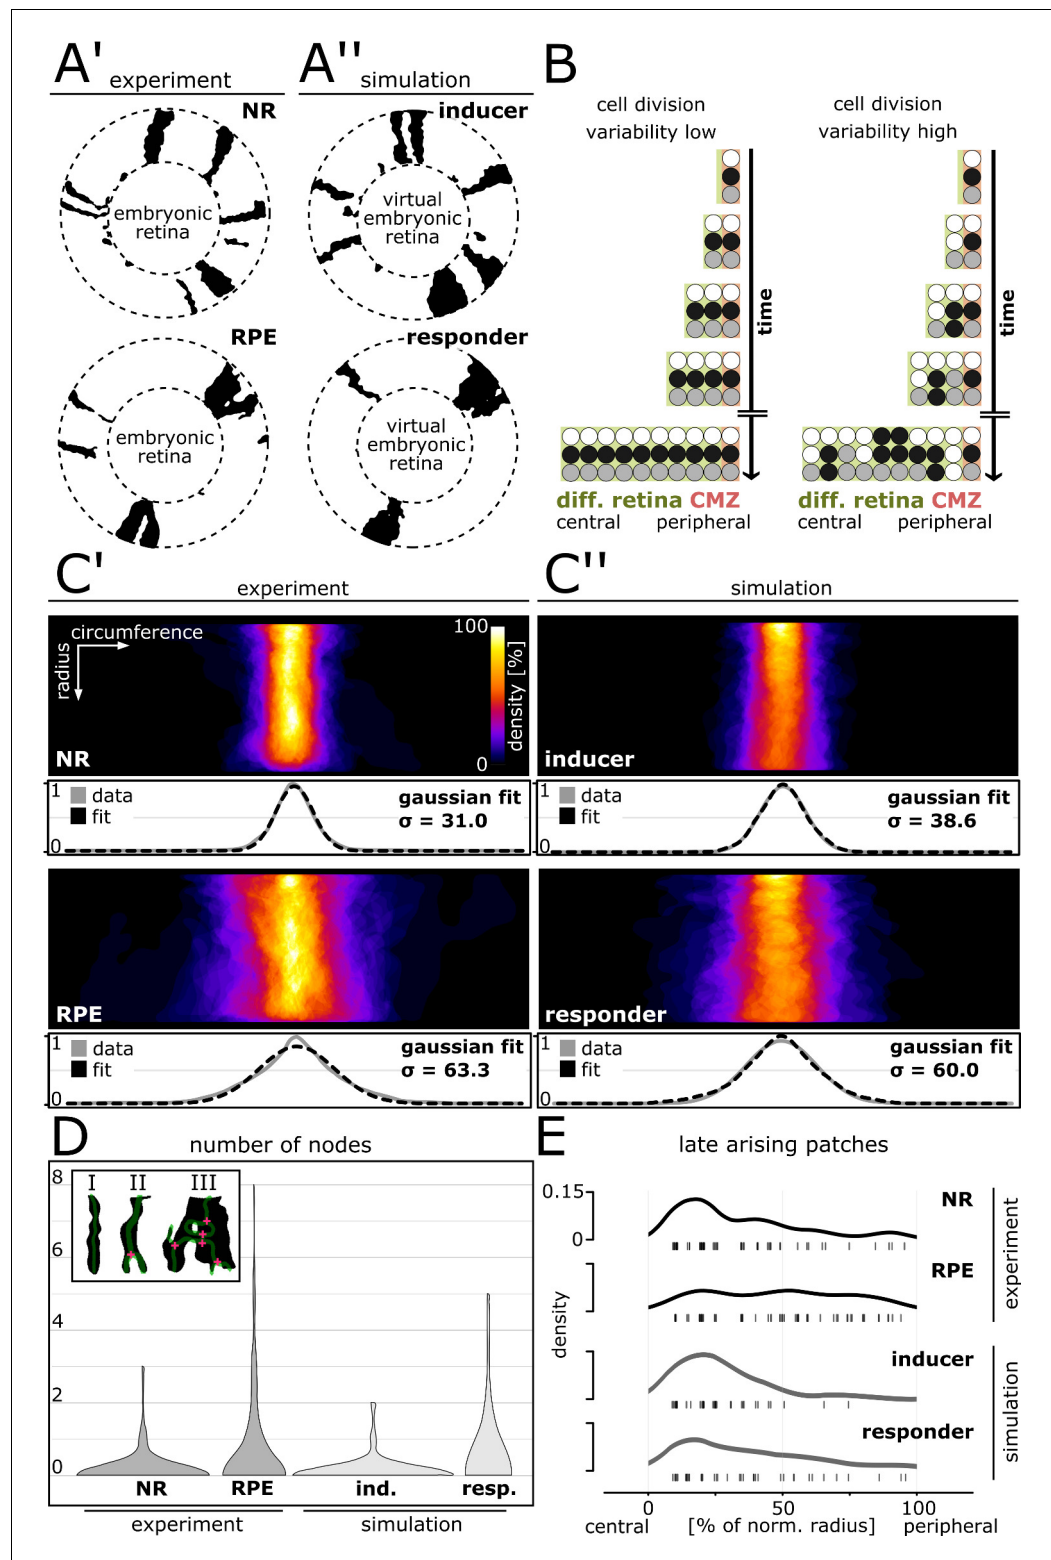 A' experiment
NR
embryonic
retina
RPE
embryonic
retina
A'' simulation
inducer
virtual
embryonic
retina
responder
virtual
embryonic
retina
B
cell division
variability low
cell division
variability high
time
time
diff. retina CMZ
central peripheral
diff. retina CMZ
central peripheral
C' experiment
circumference
radius
100
density [%]
0
NR
1
0
data
fit
gaussian fit
σ = 31.0
RPE
1
0
data
fit
gaussian fit
σ = 63.3
C'' simulation
inducer
gaussian fit
σ = 38.6
1
0
data
fit
responder
gaussian fit
σ = 60.0
1
0
data
fit
D
number of nodes
8
6
4
2
0
I II III
NR RPE ind. resp.
experiment simulation
E
late arising patches
0.15
0
density
NR
RPE
experiment
inducer
responder
simulation
0 50 100
central [% of norm. radius] peripheral